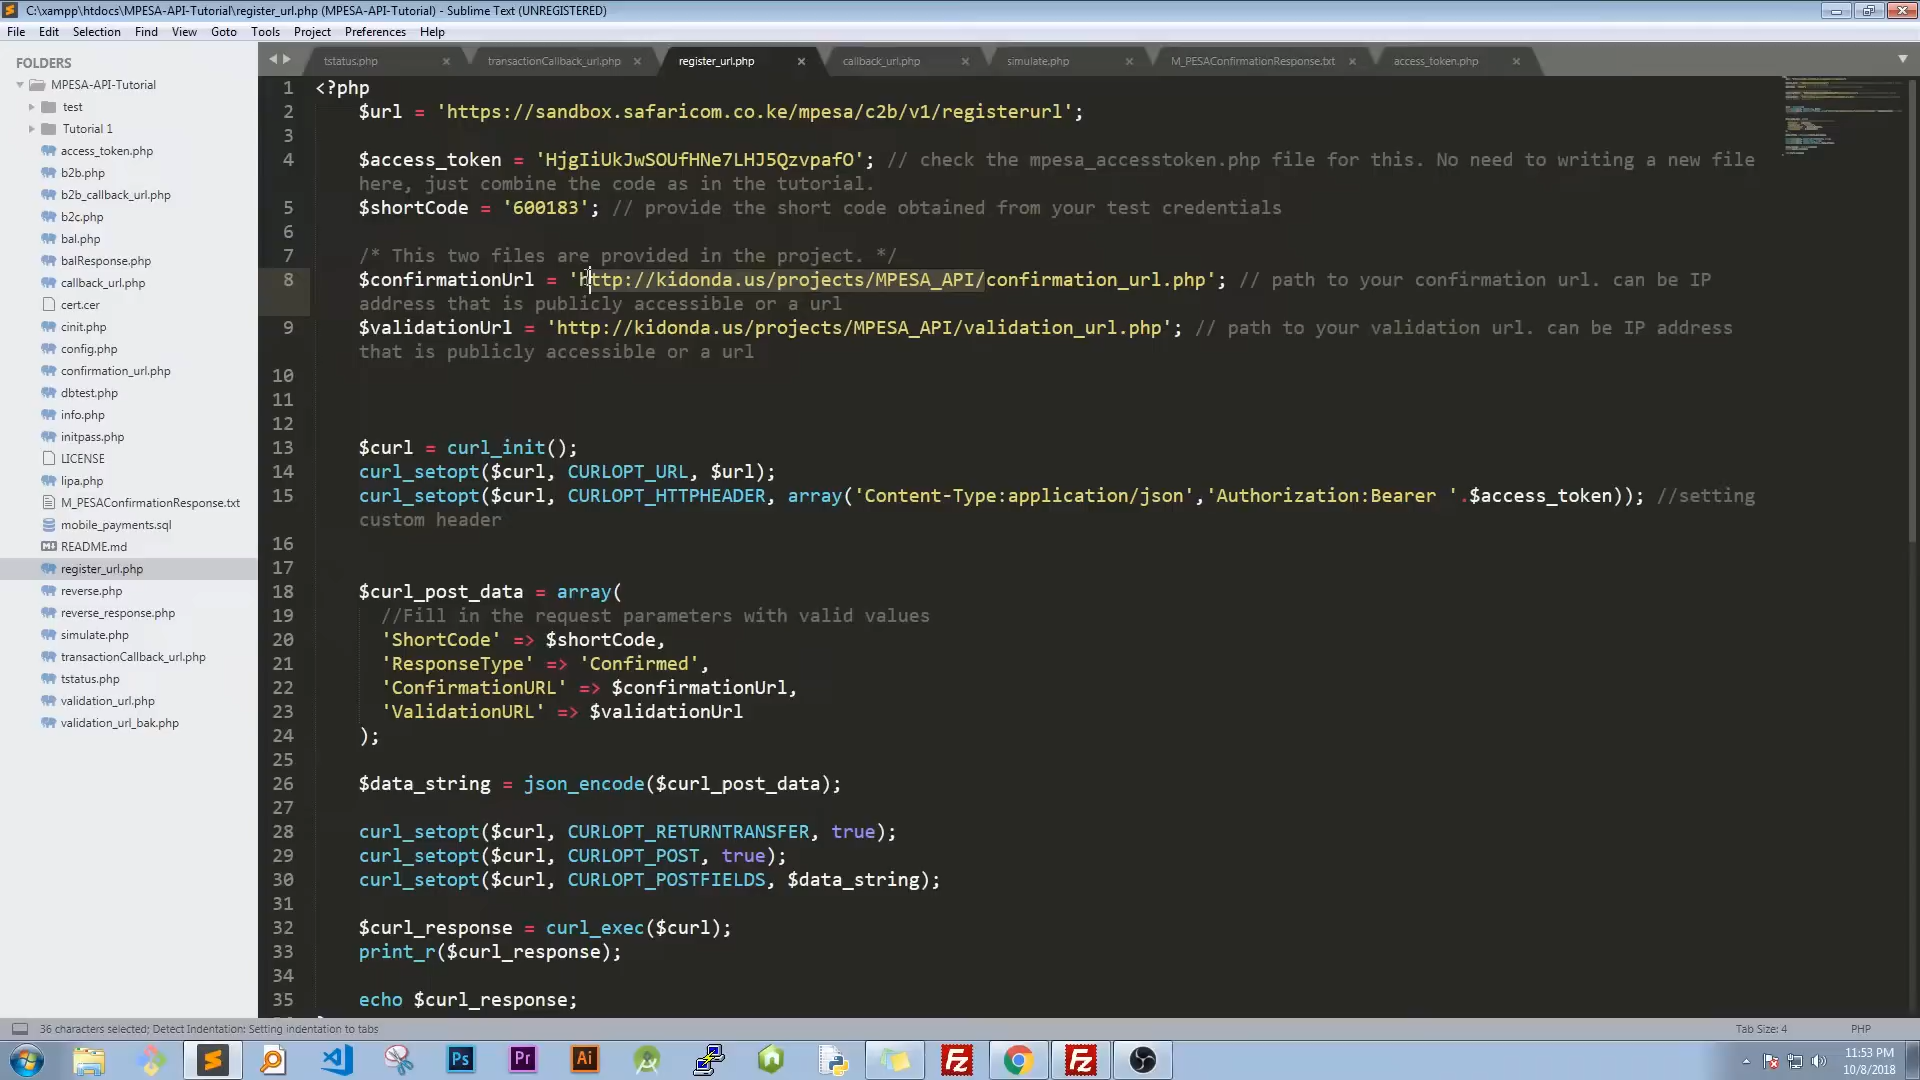 C:\xampp\htdocs\MPESA-API-Tutorial\register_url.php (MPESA-API-Tutorial) - Sublime Text (UNREGISTERED)
File Edit Selection Find View Goto Tools Project Preferences Help
FOLDERS
MPESA-API-Tutorial
test
Tutorial 1
access_token.php
b2b.php
b2b_callback_url.php
b2c.php
bal.php
balResponse.php
callback_url.php
cert.cer
cinit.php
config.php
confirmation_url.php
dbtest.php
info.php
initpass.php
LICENSE
lipa.php
M_PESAConfirmationResponse.txt
mobile_payments.sql
README.md
register_url.php
reverse.php
reverse_response.php
simulate.php
transactionCallback_url.php
tstatus.php
validation_url.php
validation_url_bak.php
tstatus.php transactionCallback_url.php register_url.php callback_url.php simulate.php M_PESAConfirmationResponse.txt access_token.php
1 <?php
2 $url = 'https://sandbox.safaricom.co.ke/mpesa/c2b/v1/registerurl';
3
4 $access_token = 'HjgIiUkJwSOUfHNe7LHJ5QzvpafO'; // check the mpesa_accesstoken.php file for this. No need to writing a new file
here, just combine the code as in the tutorial.
5 $shortCode = '600183'; // provide the short code obtained from your test credentials
6
7 /* This two files are provided in the project. */
8 $confirmationUrl = 'http://kidonda.us/projects/MPESA_API/confirmation_url.php'; // path to your confirmation url. can be IP
address that is publicly accessible or a url
9 $validationUrl = 'http://kidonda.us/projects/MPESA_API/validation_url.php'; // path to your validation url. can be IP address
that is publicly accessible or a url
10
11
12
13 $curl = curl_init();
14 curl_setopt($curl, CURLOPT_URL, $url);
15 curl_setopt($curl, CURLOPT_HTTPHEADER, array('Content-Type:application/json','Authorization:Bearer '.$access_token)); //setting
custom header
16
17
18 $curl_post_data = array(
19 //Fill in the request parameters with valid values
20 'ShortCode' => $shortCode,
21 'ResponseType' => 'Confirmed',
22 'ConfirmationURL' => $confirmationUrl,
23 'ValidationURL' => $validationUrl
24 );
25
26 $data_string = json_encode($curl_post_data);
27
28 curl_setopt($curl, CURLOPT_RETURNTRANSFER, true);
29 curl_setopt($curl, CURLOPT_POST, true);
30 curl_setopt($curl, CURLOPT_POSTFIELDS, $data_string);
31
32 $curl_response = curl_exec($curl);
33 print_r($curl_response);
34
35 echo $curl_response;
36 characters selected; Detect Indentation: Setting indentation to tabs
Tab Size: 4 PHP
Ps Pr Ai Fz Fz
11:53 PM
10/8/2018